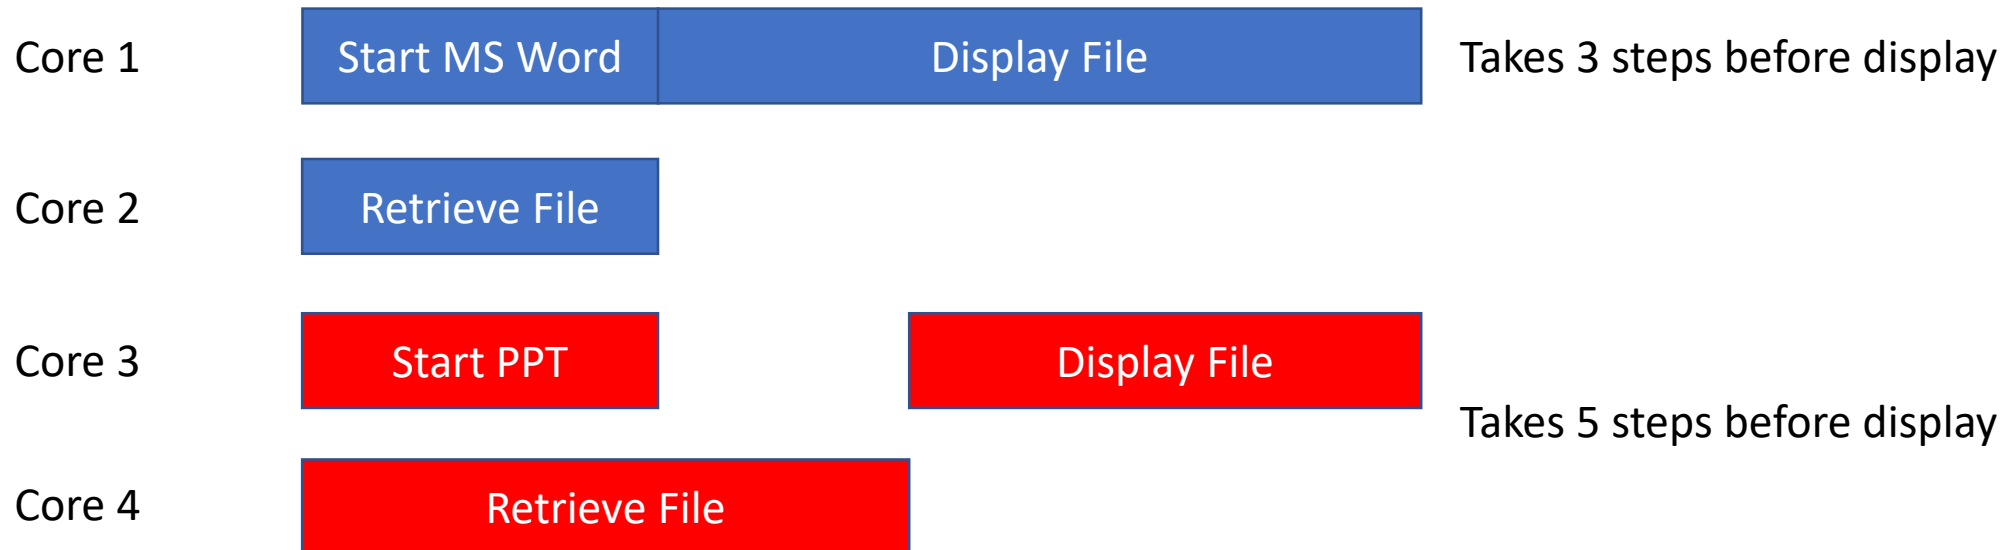 Core 1
Start MS Word
Display File
Takes 3 steps before display
Core 2
Retrieve File
Core 3
Start PPT
Display File
Takes 5 steps before display
Core 4
Retrieve File